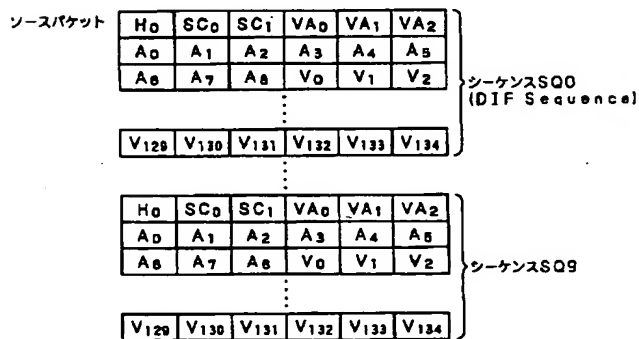 ソースパケット H0 SC0 SC1 VA0 VA1 VA2
A0 A1 A2 A3 A4 A5
A6 A7 A8 V0 V1 V2
シーケンスSQ0
(DIF Sequence)
V129 V130 V131 V132 V133 V134
H0 SC0 SC1 VA0 VA1 VA2
A0 A1 A2 A3 A4 A5
A6 A7 A8 V0 V1 V2
シーケンスSQ9
V129 V130 V131 V132 V133 V134